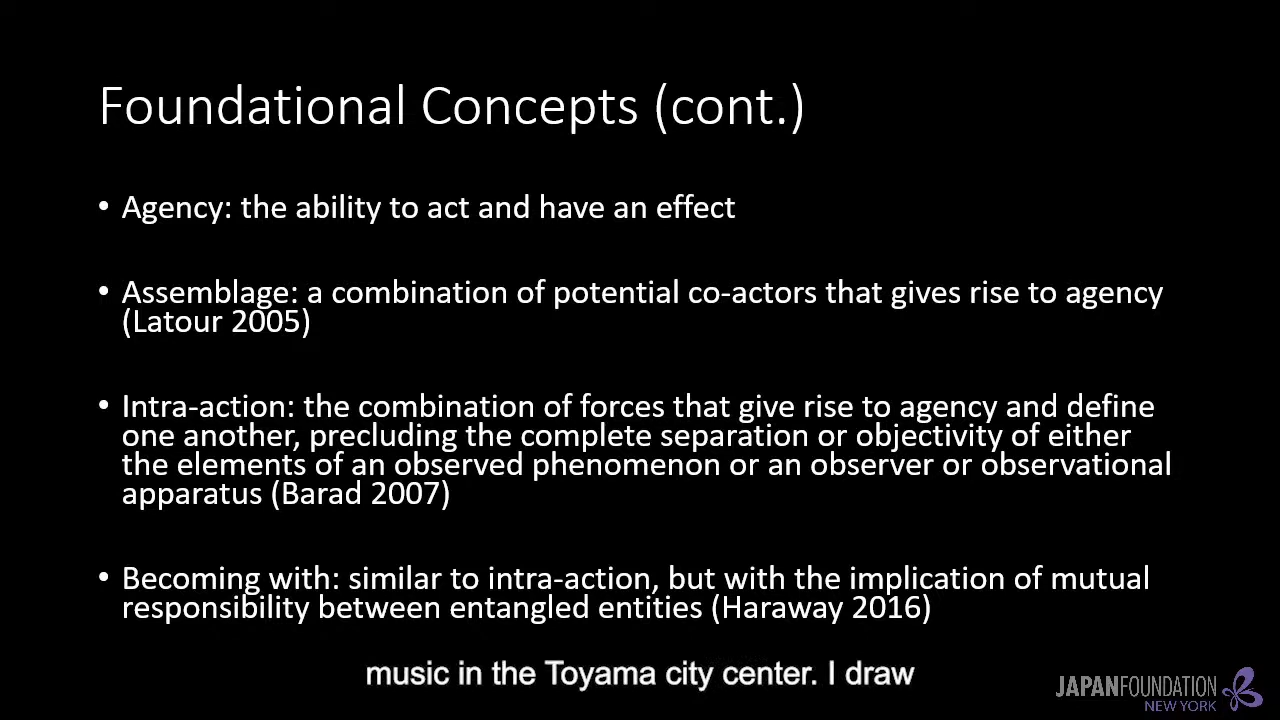 Foundational Concepts (cont.)
• Agency: the ability to act and have an effect
• Assemblage: a combination of potential co-actors that gives rise to agency
(Latour 2005)
• Intra-action: the combination of forces that give rise to agency and define
one another, precluding the complete separation or objectivity of either
the elements of an observed phenomenon or an observer or observational
apparatus (Barad 2007)
• Becoming with: similar to intra-action, but with the implication of mutual
responsibility between entangled entities (Haraway 2016)
music in the Toyama city center. I draw
JAPANFOUNDATION
NEW YORK